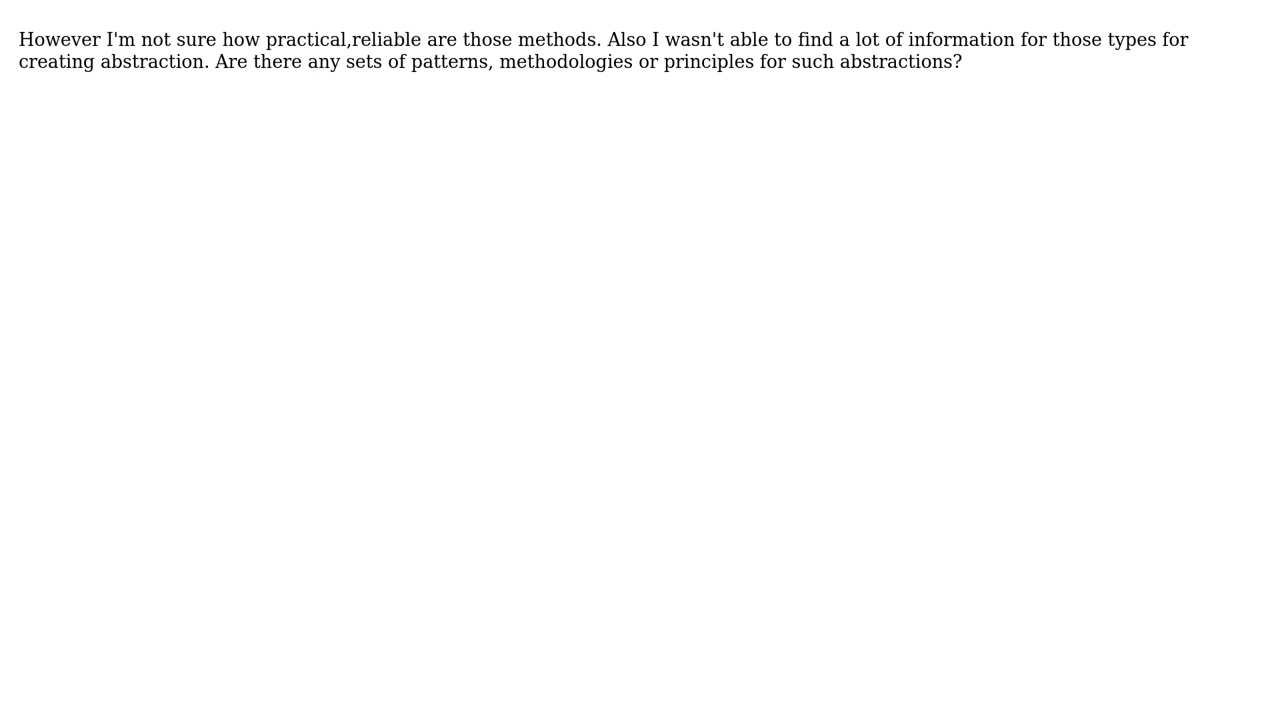 However I'm not sure how practical,reliable are those methods. Also I wasn't able to find a lot of information for those types for
creating abstraction. Are there any sets of patterns, methodologies or principles for such abstractions?